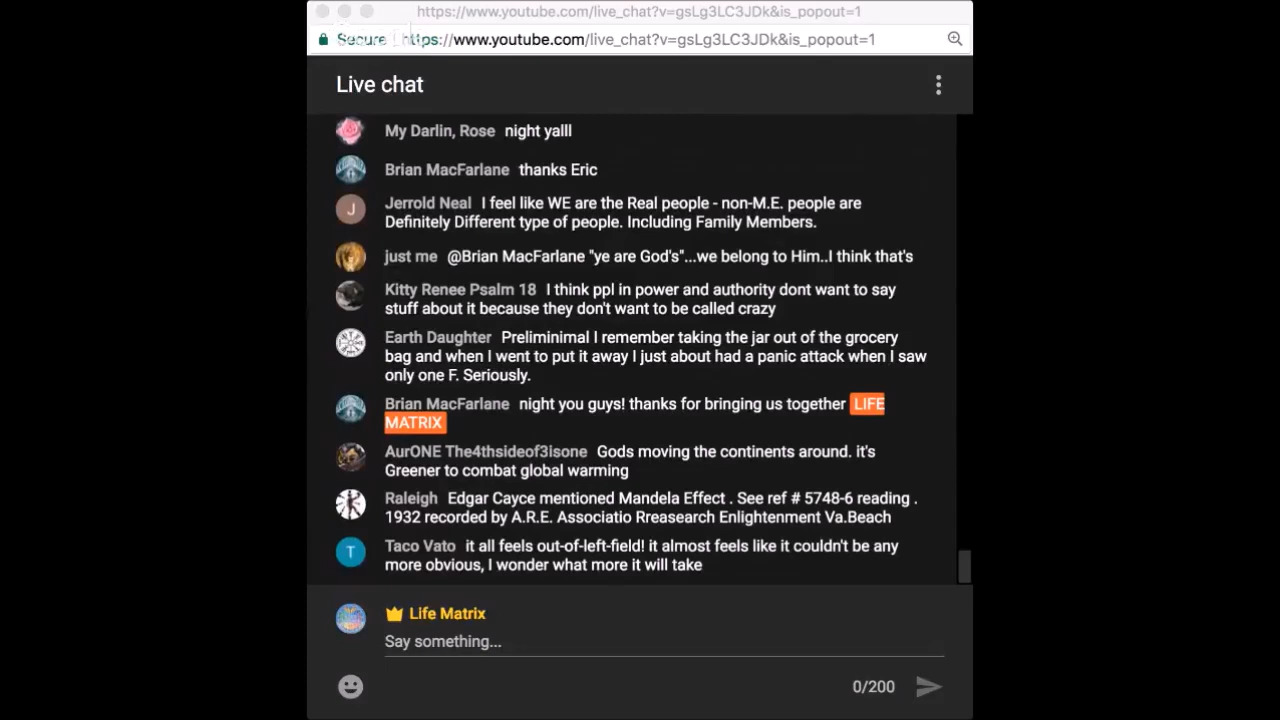 https://www.youtube.com/live_chat?v=gsLg3LC3JDk&is_popout=1
Secure https://www.youtube.com/live_chat?v=gsLg3LC3JDk&is_popout=1
Live chat
My Darlin, Rose night yalll
Brian MacFarlane thanks Eric
J Jerrold Neal I feel like WE are the Real people - non-M.E. people are
Definitely Different type of people. Including Family Members.
just me @Brian MacFarlane "ye are God's"...we belong to Him..I think that's
Kitty Renee Psalm 18 I think ppl in power and authority dont want to say
stuff about it because they don't want to be called crazy
Earth Daughter Preliminimal I remember taking the jar out of the grocery
bag and when I went to put it away I just about had a panic attack when I saw
only one F. Seriously.
Brian MacFarlane night you guys! thanks for bringing us together LIFE
MATRIX
AurONE The4thsideof3isone Gods moving the continents around. it's
Greener to combat global warming
Raleigh Edgar Cayce mentioned Mandela Effect . See ref # 5748-6 reading .
1932 recorded by A.R.E. Associatio Rreasearch Enlightenment Va.Beach
T Taco Vato it all feels out-of-left-field! it almost feels like it couldn't be any
more obvious, I wonder what more it will take
Life Matrix
Say something...
0/200